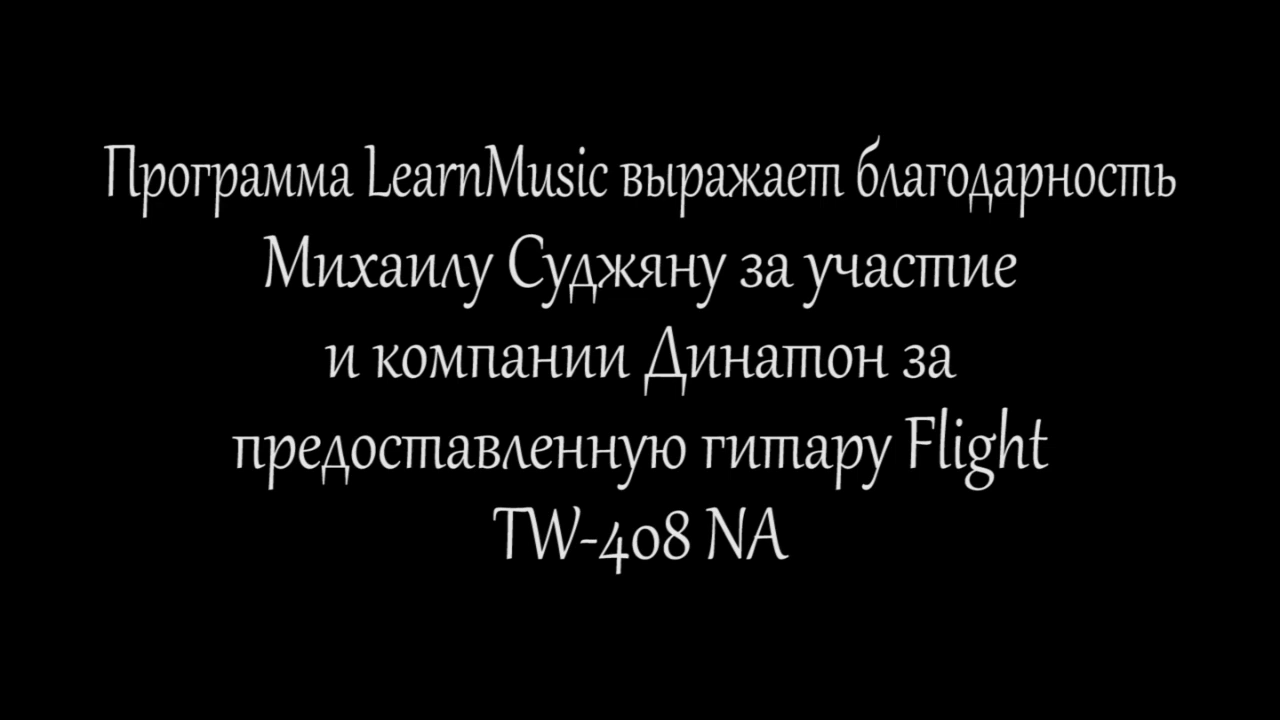 Программа LearnMusic выражает благодарность
Михаилу Суджяну за участие
и компании Динатон за
предоставленную гитару Flight
TW-408 NA